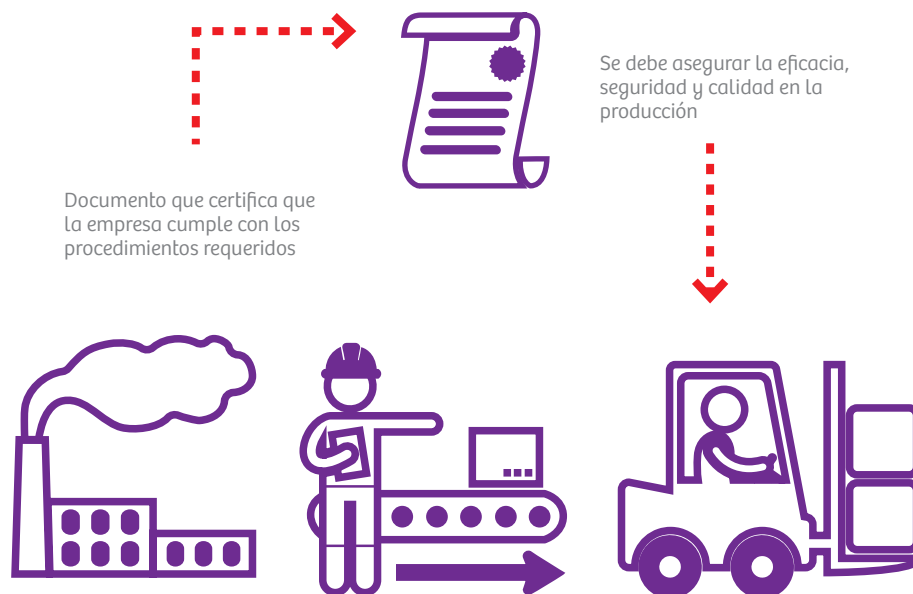 Se debe asegurar la eficacia,
seguridad y calidad en la
producción
Documento que certifica que
la empresa cumple con los
procedimientos requeridos